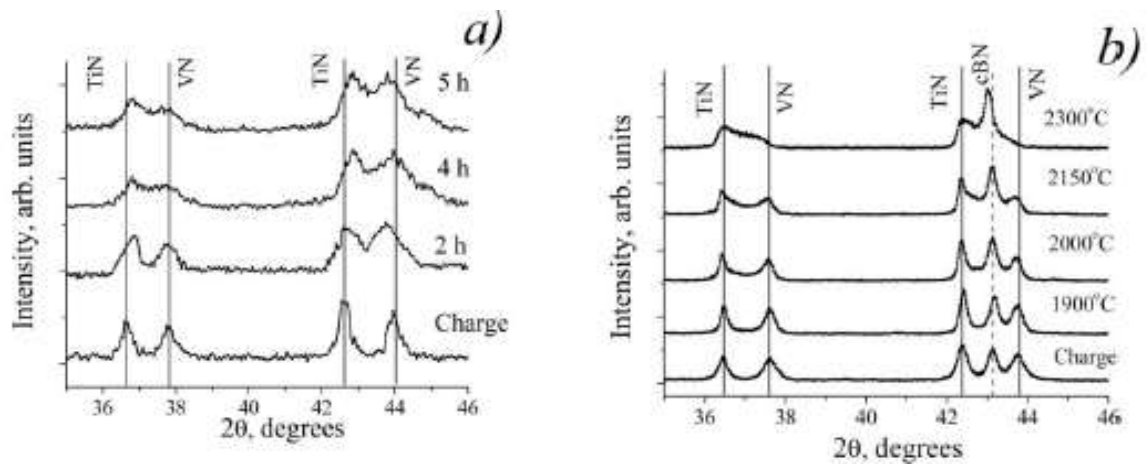 a)
TiN
VN
TiN
VN
5 h
4 h
2 h
Charge
Intensity, arb. units
36
38
40
42
44
46
2θ, degrees
b)
TiN
VN
TiN
cBN
VN
2300°C
2150°C
2000°C
1900°C
Charge
Intensity, arb. units
36
38
40
42
44
46
2θ, degrees